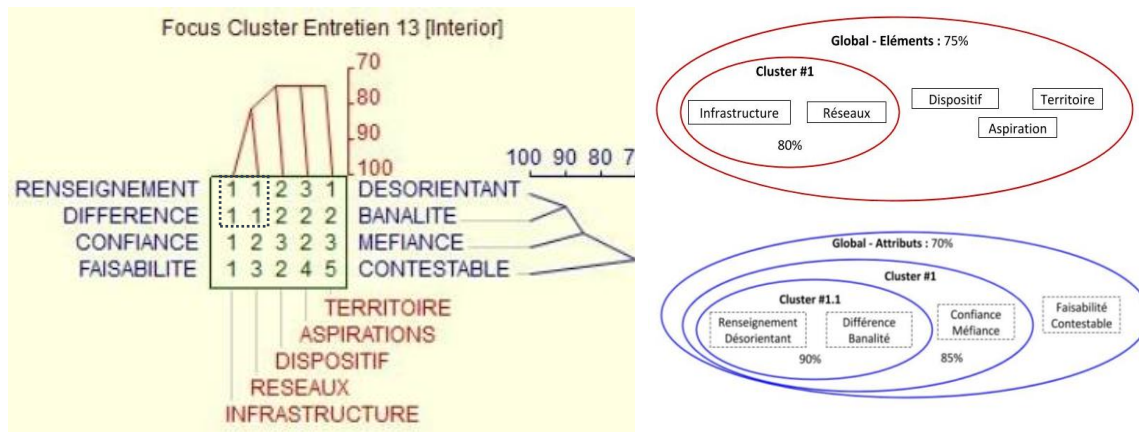 Focus Cluster Entretien 13 [Interior]
70
80
90
100
100 90 80
RENSEIGNEMENT 1 1 2 3 1 DESORIENTANT
DIFFERENCE 1 1 2 2 2 BANALITE
CONFIANCE 1 2 3 2 3 MEFIANCE
FAISABILITE 1 3 2 4 5 CONTESTABLE
TERRITOIRE
ASPIRATIONS
DISPOSITIF
RESEAUX
INFRASTRUCTURE
Global - Eléments : 75%
Cluster #1
Infrastructure
Réseaux
80%
Dispositif
Territoire
Aspiration
Global - Attributs : 70%
Cluster #1
Cluster #1.1
Renseignement
Désorientant
Différence
Banalité
90%
Confiance
Méfiance
85%
Faisabilité
Contestable